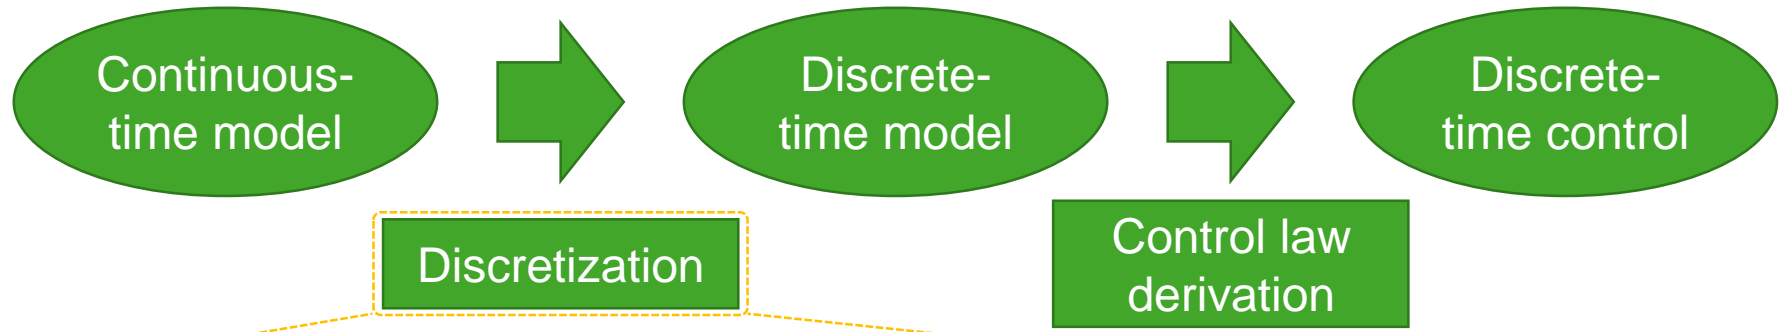 Continuous-
time model
Discrete-
time model
Discrete-
time control
Discretization
Control law
derivation